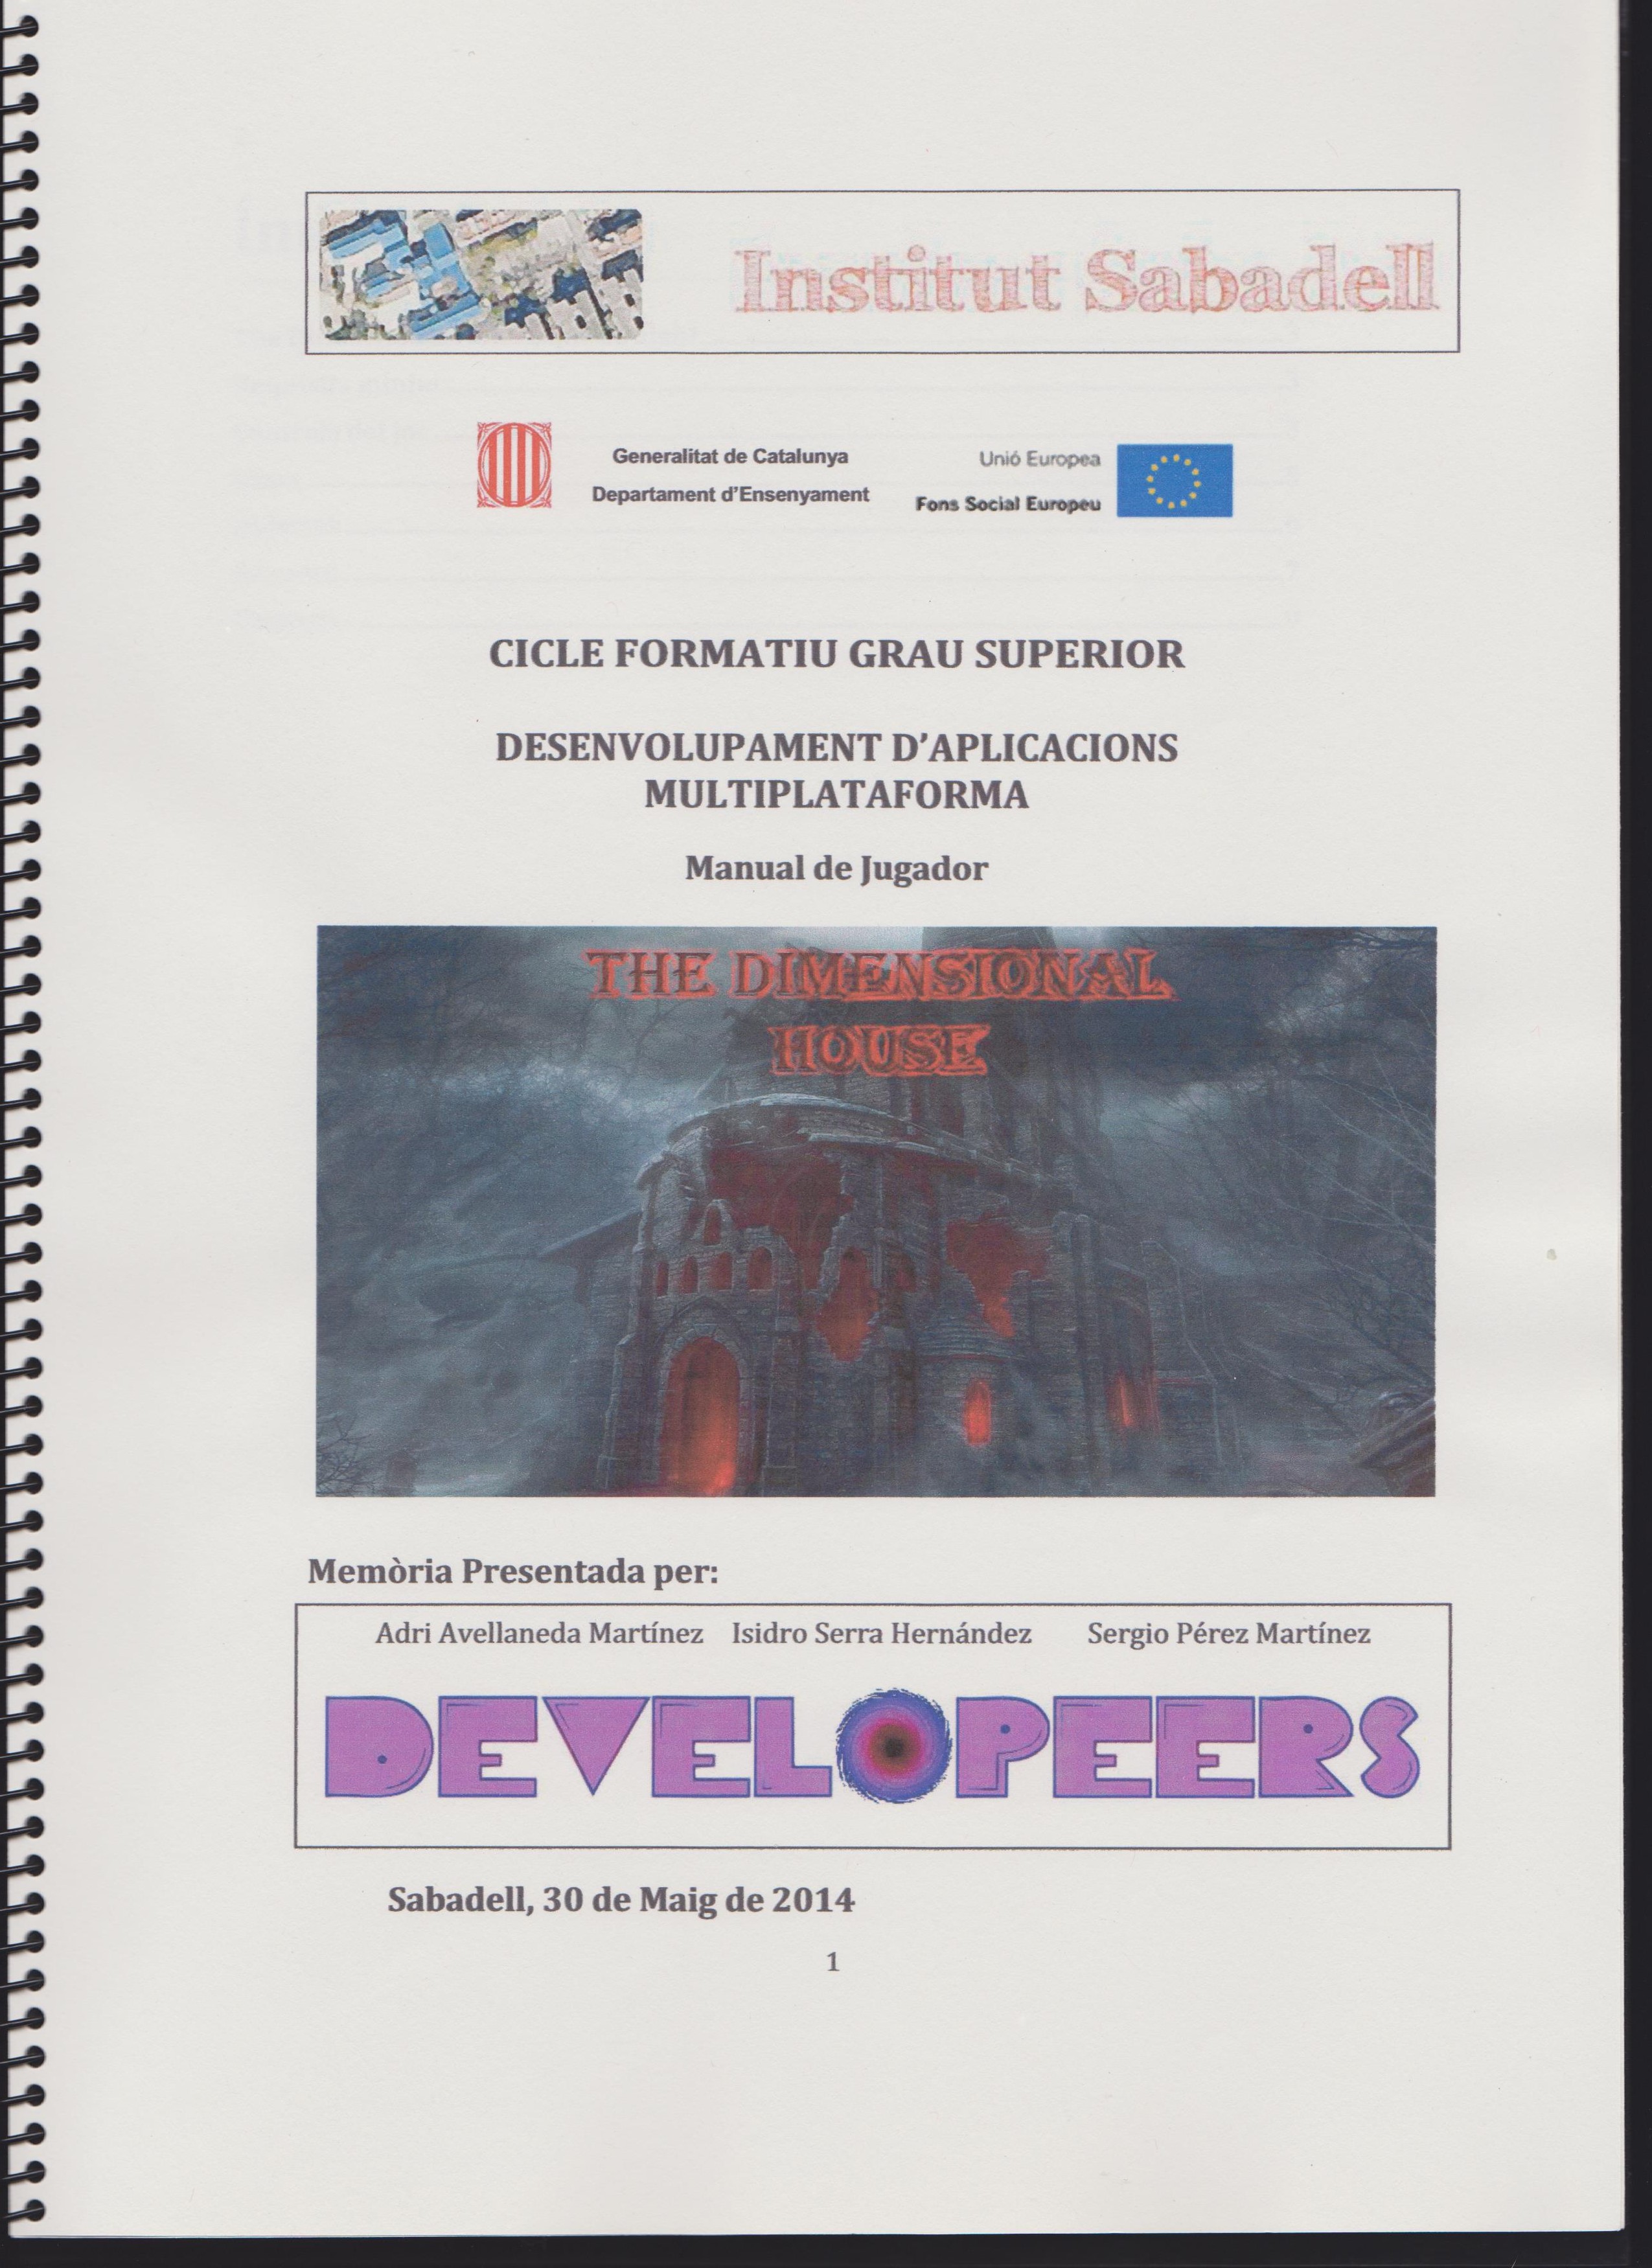 Institut Sabadell
Generalitat de Catalunya
Departament d'Ensenyament
Unió Europea
Fons Social Europeu
CICLE FORMATIU GRAU SUPERIOR
DESENVOLUPAMENT D'APLICACIONS
MULTIPLATAFORMA
Manual de Jugador
THE DIMENSIONAL
HOUSE
Memòria Presentada per:
Adri Avellaneda Martínez Isidro Serra Hernández Sergio Pérez Martínez
DEVELOPEERS
Sabadell, 30 de Maig de 2014
1